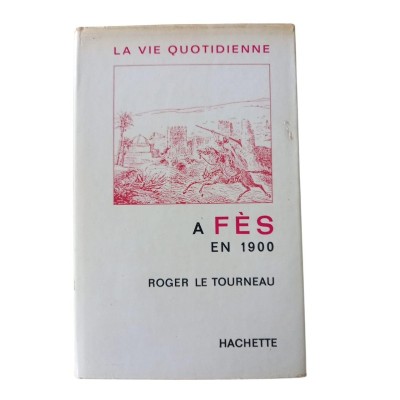 LA VIE QUOTIDIENNE
A FÈS
EN 1900
ROGER LE TOURNEAU
HACHETTE